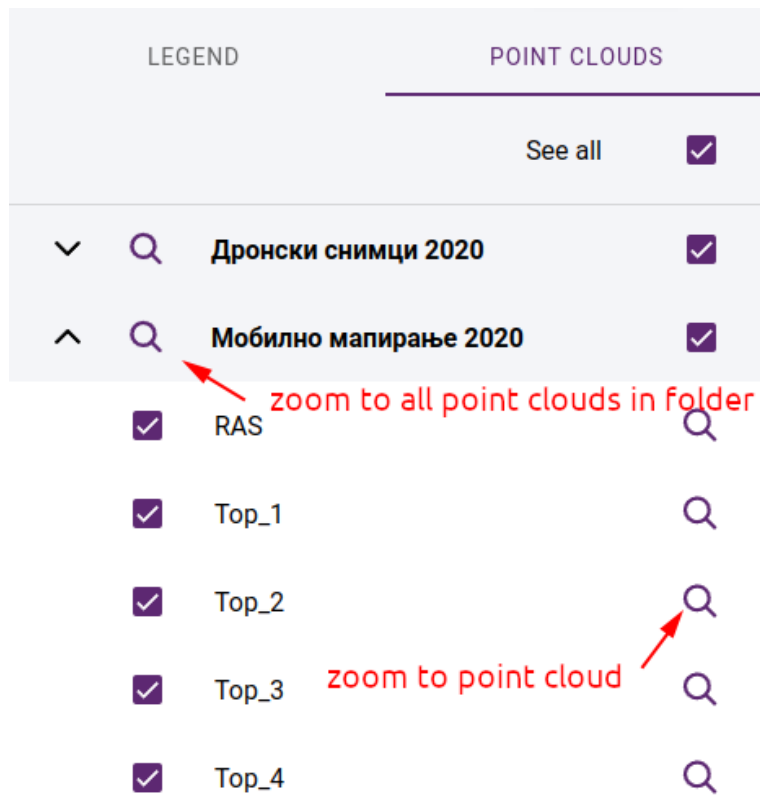 LEGEND POINT CLOUDS
See all
Дронски снимци 2020
Мобилно мапирање 2020
zoom to all point clouds in folder
RAS
Top_1
Top_2
zoom to point cloud
Top_3
Top_4